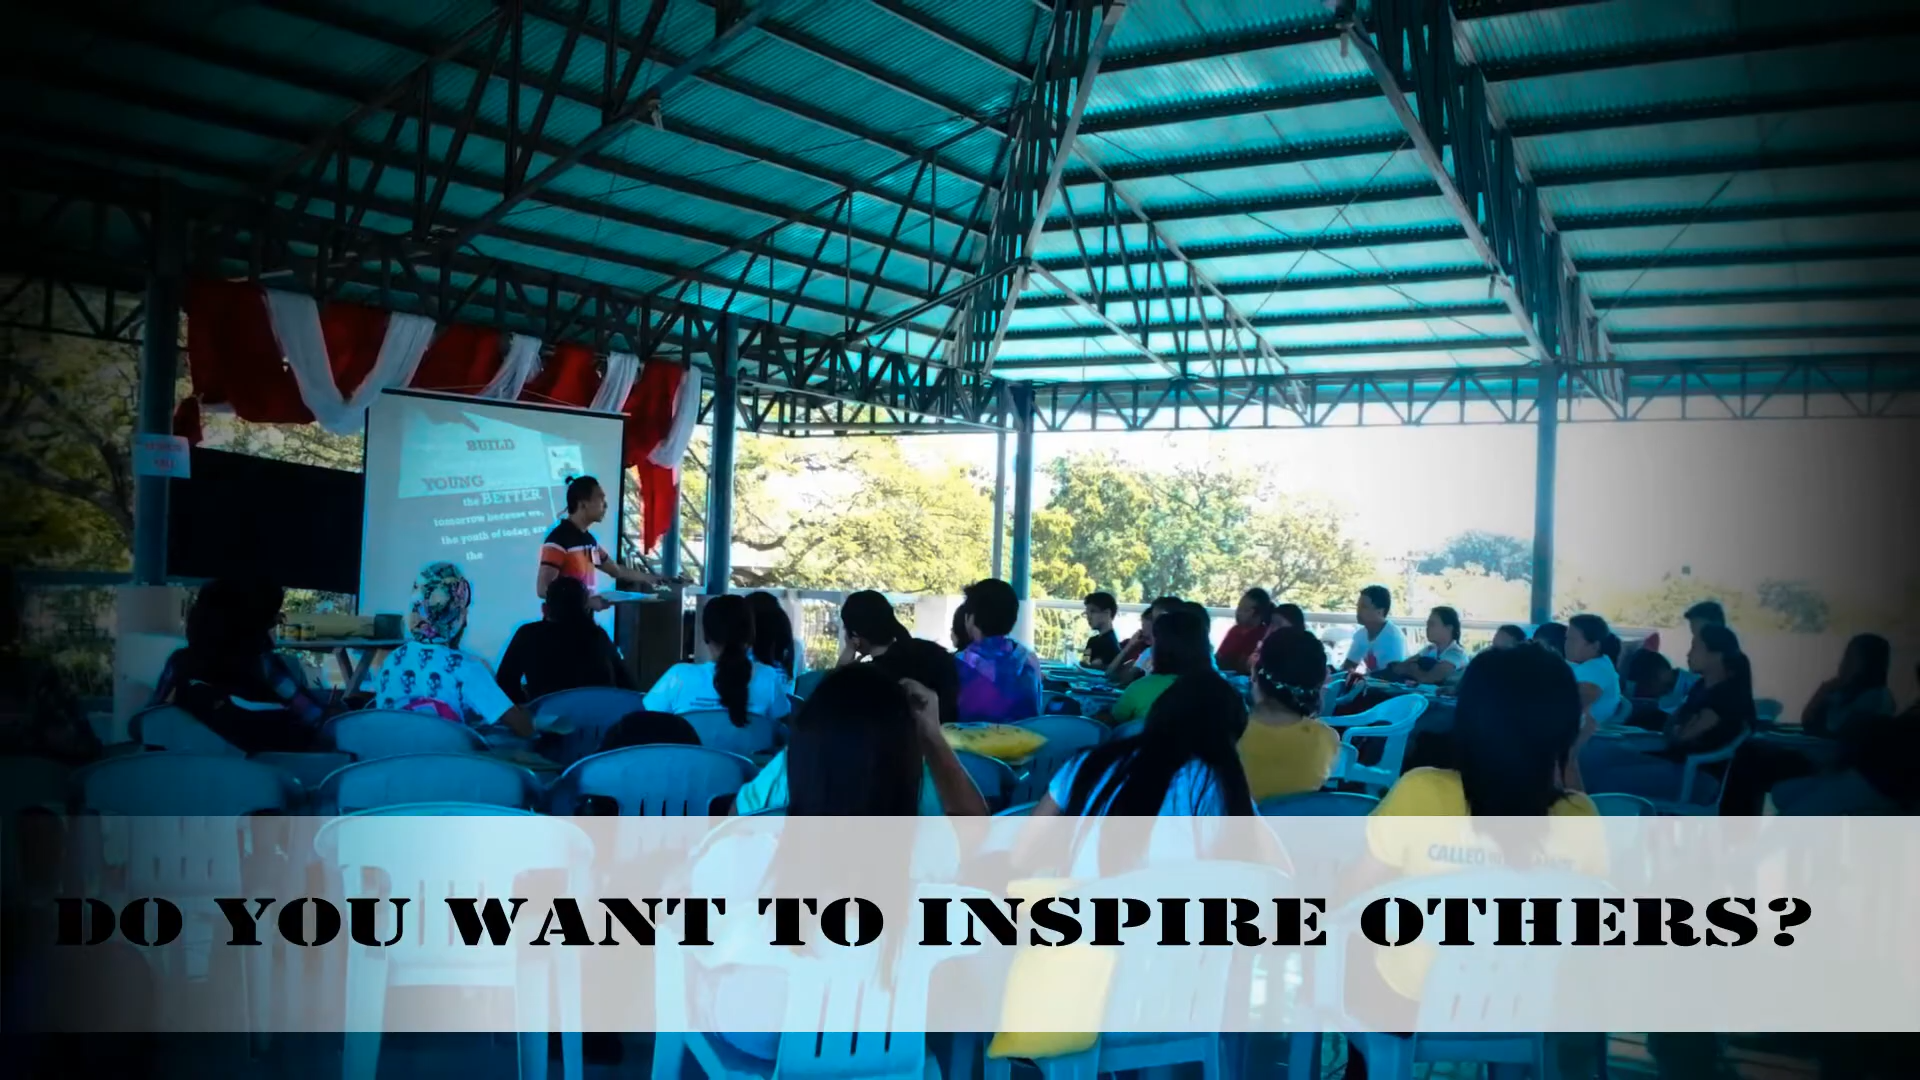 BUILD
YOUNG
the BETTER
tomorrow because we,
the youth of today, are
the
CALLED
DO YOU WANT TO INSPIRE OTHERS?